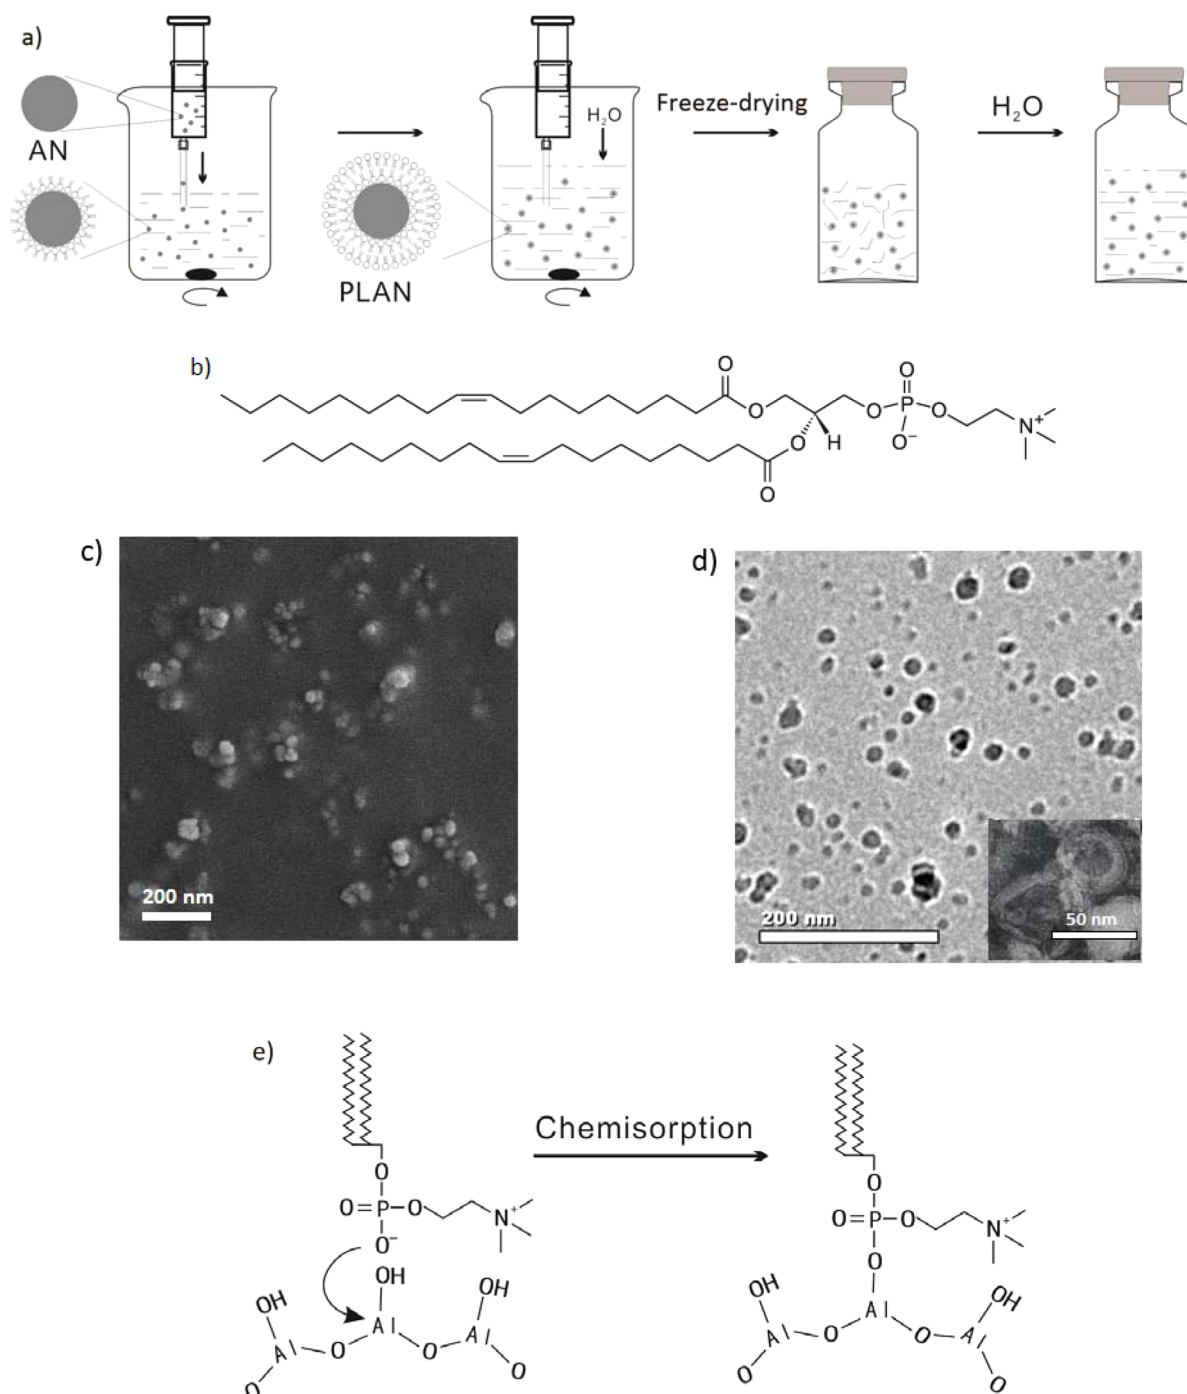 a)
AN
H₂O
PLAN
Freeze-drying
H₂O
b)
O
O
O
O
O
P
O
O⁻
N⁺
H
O
c)
200 nm
d)
200 nm
50 nm
e)
Chemisorption
O
O=P-O
N⁺
O⁻
OH
OH
OH
Al
Al
Al
O
O
O
O
O
O=P-O
N⁺
O
OH
OH
Al
Al
Al
O
O
O
O